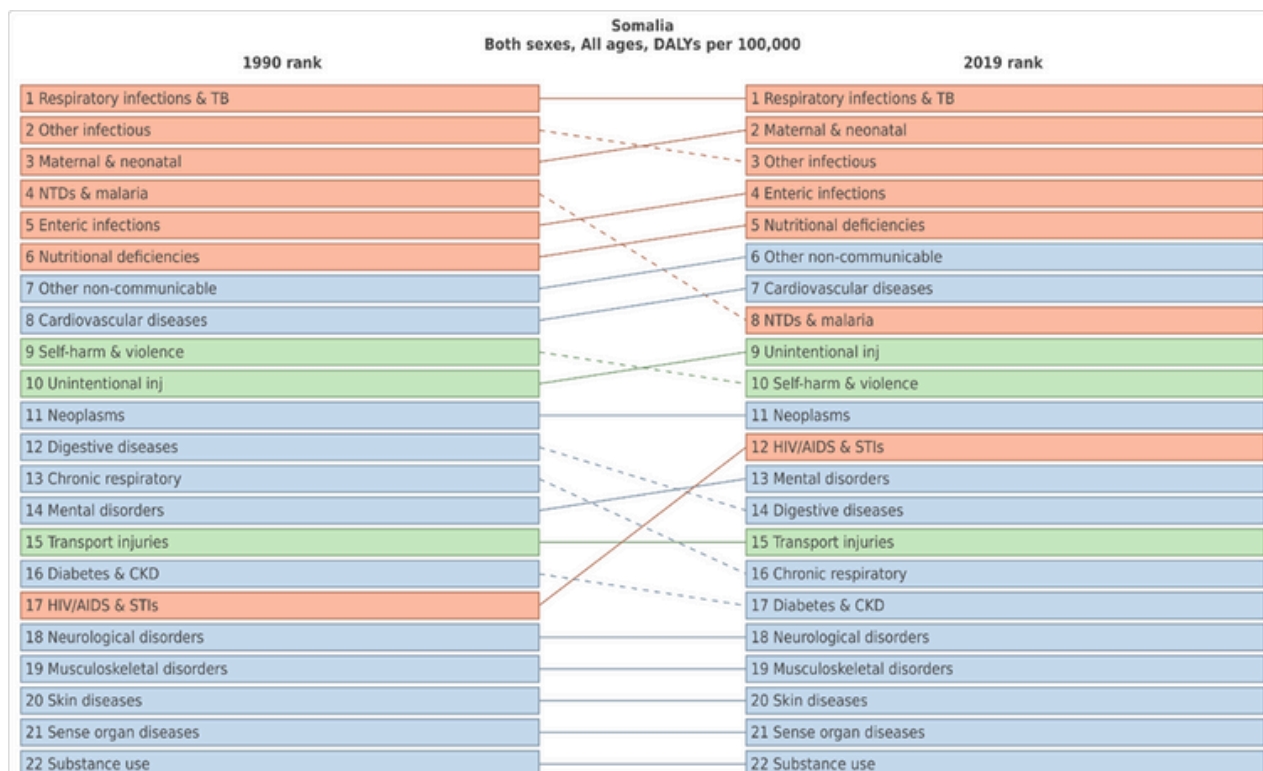 Somalia
Both sexes, All ages, DALYs per 100,000
1990 rank
2019 rank
1 Respiratory infections & TB
2 Other infectious
3 Maternal & neonatal
4 NTDs & malaria
5 Enteric infections
6 Nutritional deficiencies
7 Other non-communicable
8 Cardiovascular diseases
9 Self-harm & violence
10 Unintentional inj
11 Neoplasms
12 Digestive diseases
13 Chronic respiratory
14 Mental disorders
15 Transport injuries
16 Diabetes & CKD
17 HIV/AIDS & STIs
18 Neurological disorders
19 Musculoskeletal disorders
20 Skin diseases
21 Sense organ diseases
22 Substance use
1 Respiratory infections & TB
2 Maternal & neonatal
3 Other infectious
4 Enteric infections
5 Nutritional deficiencies
6 Other non-communicable
7 Cardiovascular diseases
8 NTDs & malaria
9 Unintentional inj
10 Self-harm & violence
11 Neoplasms
12 HIV/AIDS & STIs
13 Mental disorders
14 Digestive diseases
15 Transport injuries
16 Chronic respiratory
17 Diabetes & CKD
18 Neurological disorders
19 Musculoskeletal disorders
20 Skin diseases
21 Sense organ diseases
22 Substance use